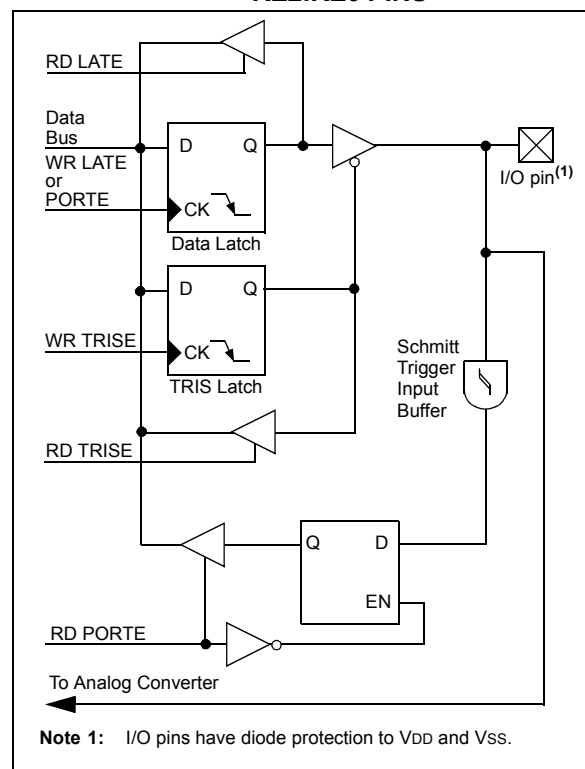 RD LATE
Data
Bus
WR LATE
or
PORTE
D Q
CK
Data Latch
I/O pin(1)
D Q
WR TRISE
CK
TRIS Latch
Schmitt
Trigger
Input
Buffer
RD TRISE
Q D
EN
RD PORTE
To Analog Converter
Note 1: I/O pins have diode protection to VDD and VSS.